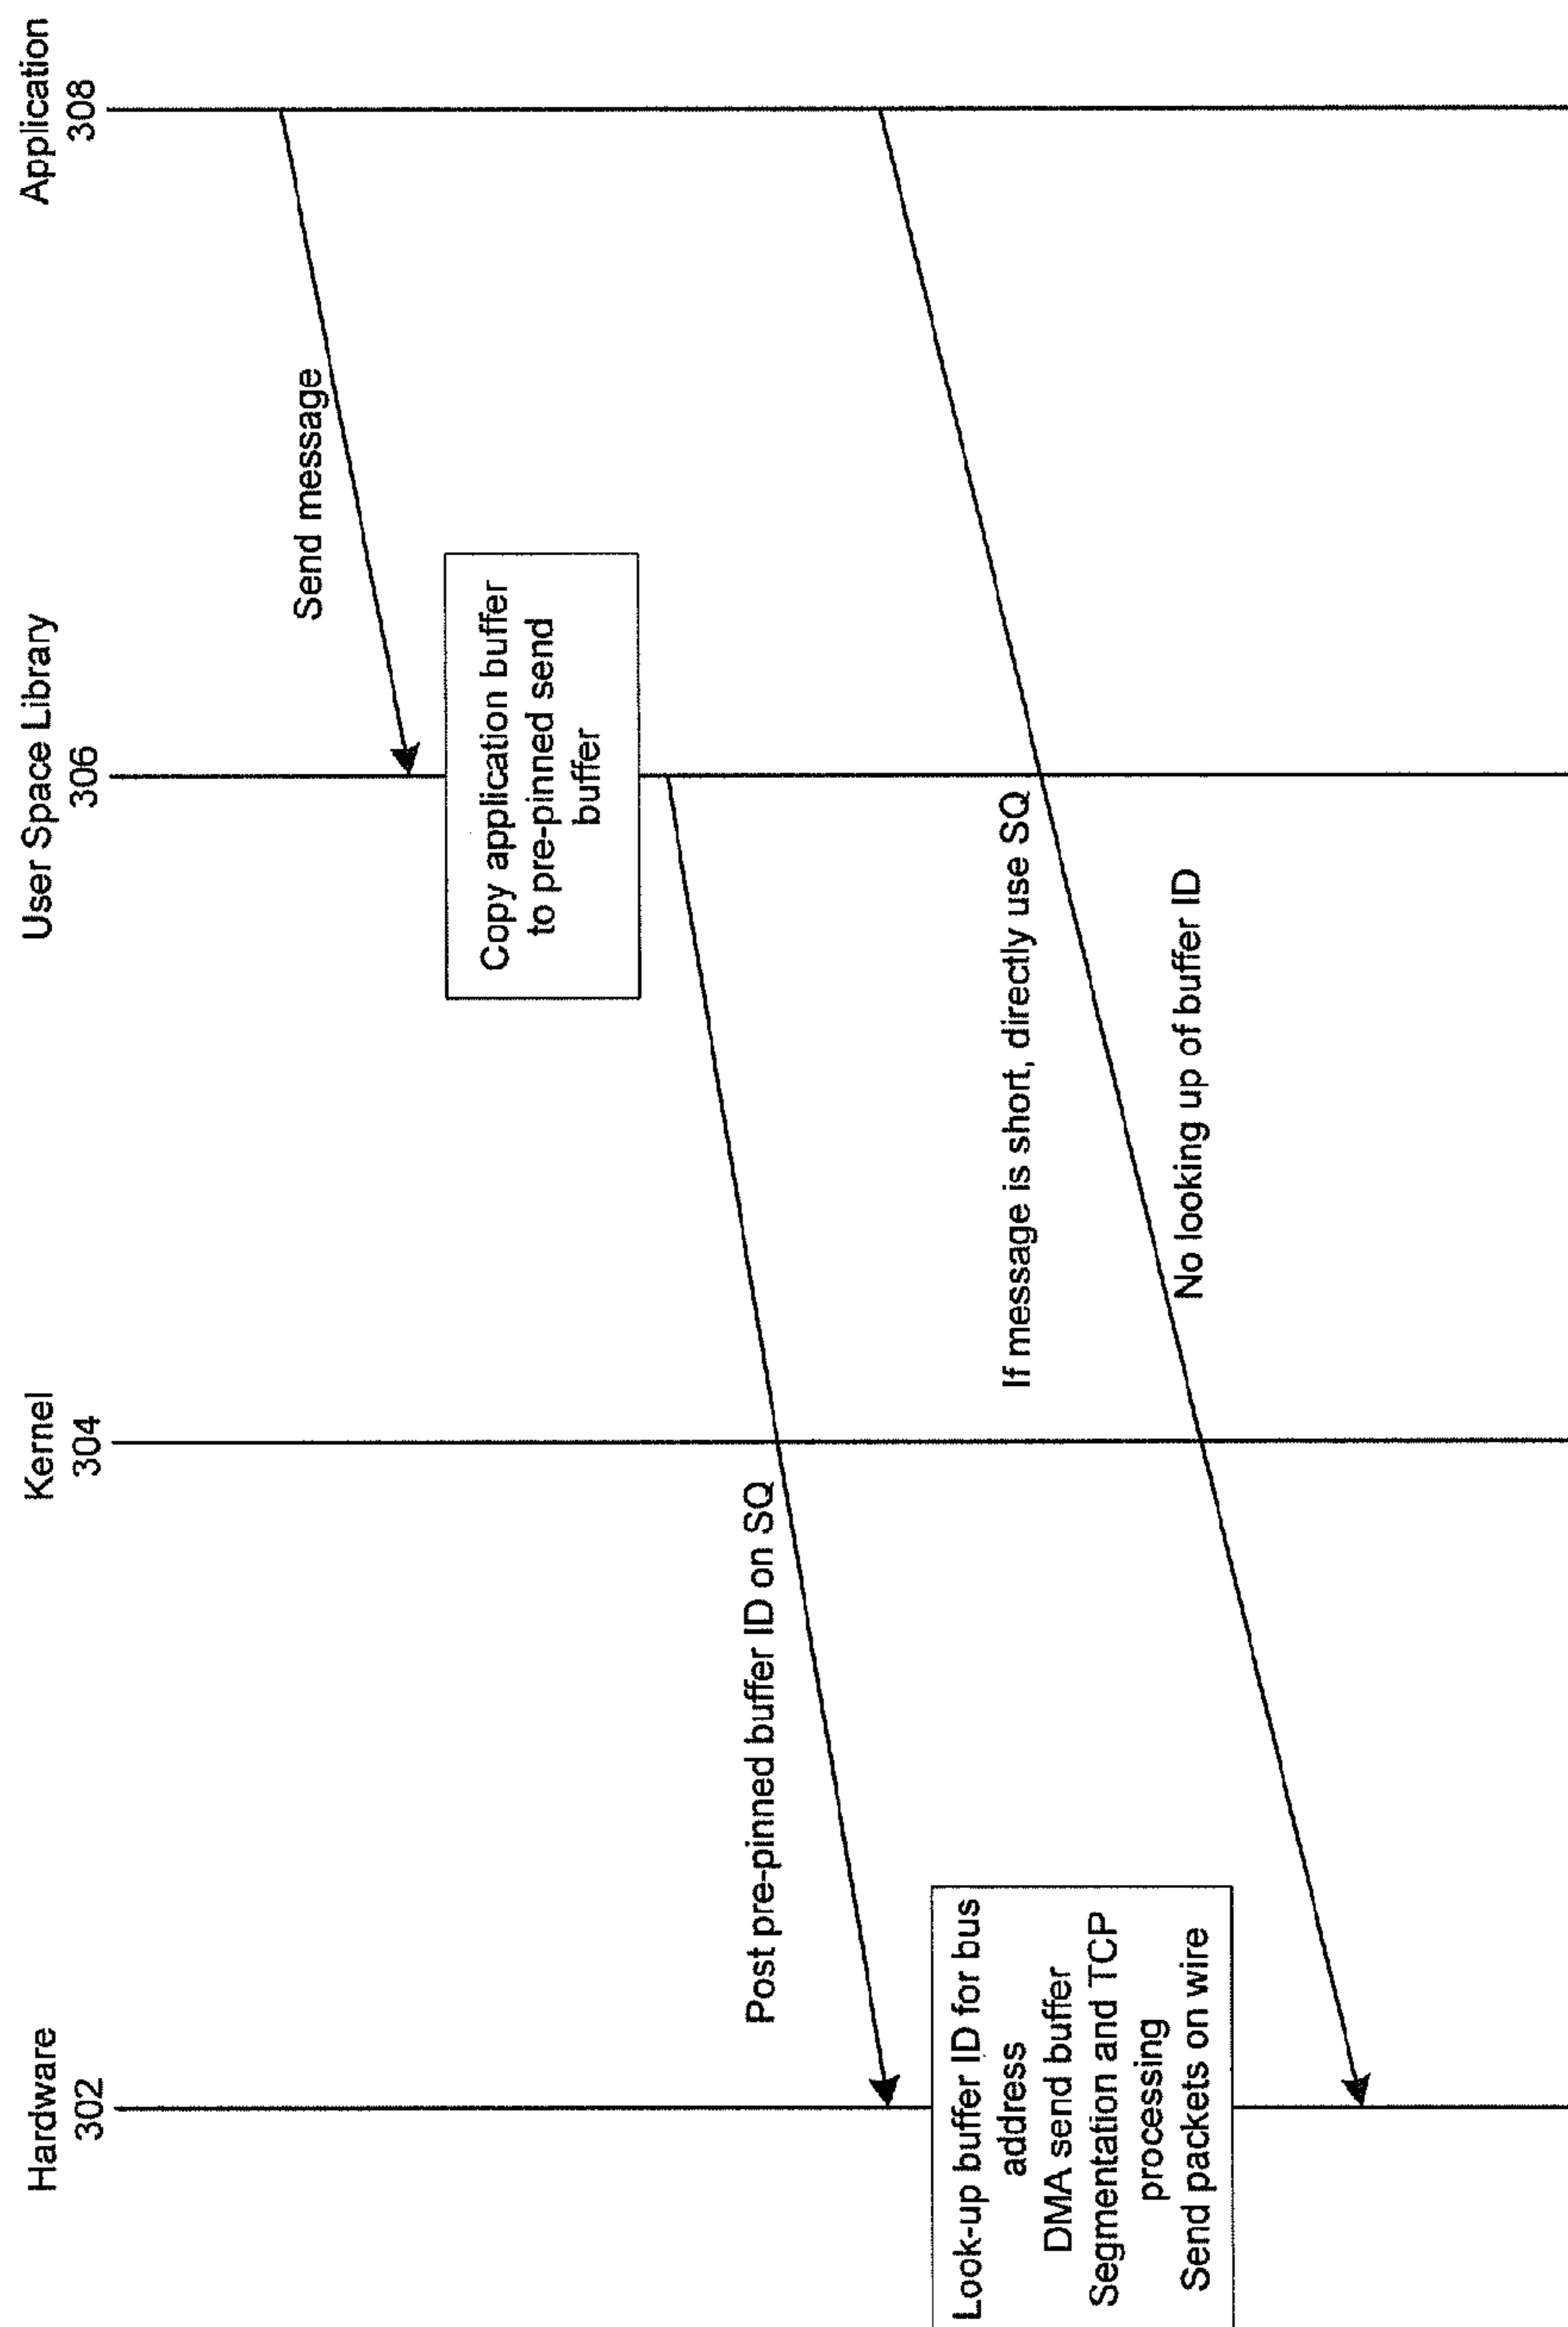 Hardware
302
Kernel
304
User Space Library
306
Application
308
Send message
Copy application buffer
to pre-pinned send
buffer
Post pre-pinned buffer ID on SQ
Look-up buffer ID for bus
address
DMA send buffer
Segmentation and TCP
processing
Send packets on wire
If message is short, directly use SQ
No looking up of buffer ID